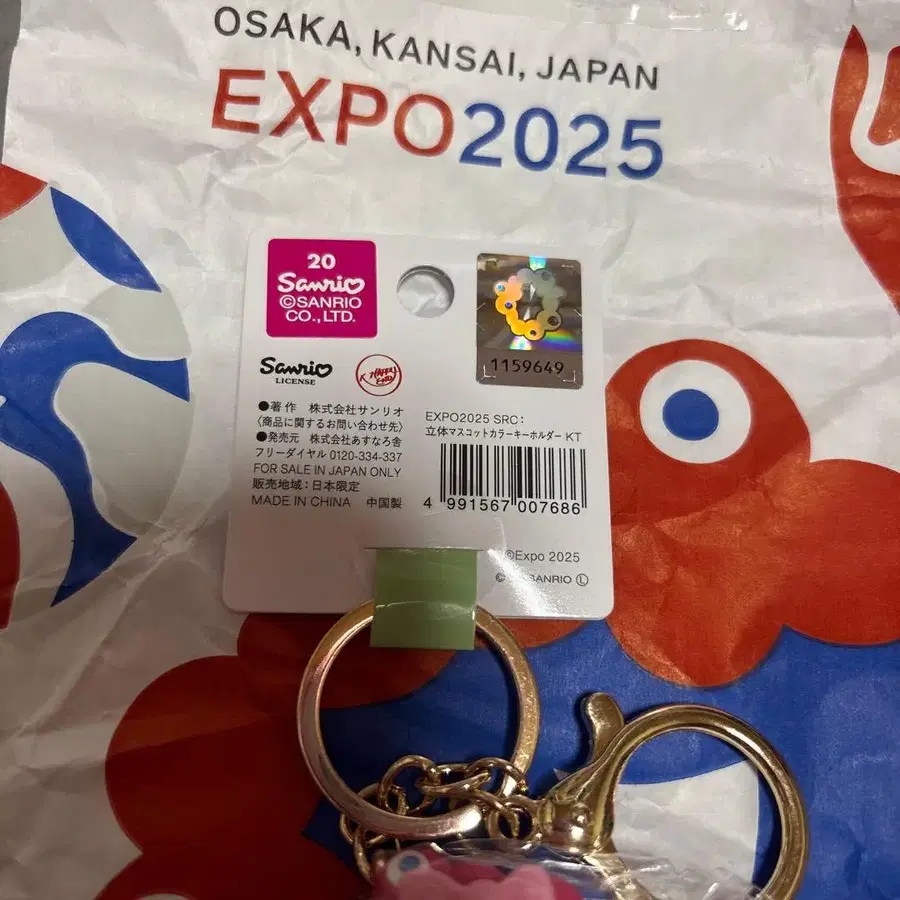 OSAKA, KANSAI, JAPAN
EXPO2025
20
Sanrio
©SANRIO
CO.,LTD.
1159649
Sanrio
LICENSE
●著作 株式会社サンリオ
〈商品に関するお問い合わせ先〉
●発売元 株式会社あすなろ舎
フリーダイヤル 0120-334-337
FOR SALE IN JAPAN ONLY
販売地域：日本限定
MADE IN CHINA 中国製
EXPO2025 SRC：
立体マスコットカラーキーホルダー KT
4 991567 007686
©Expo 2025
© SANRIO Ⓛ